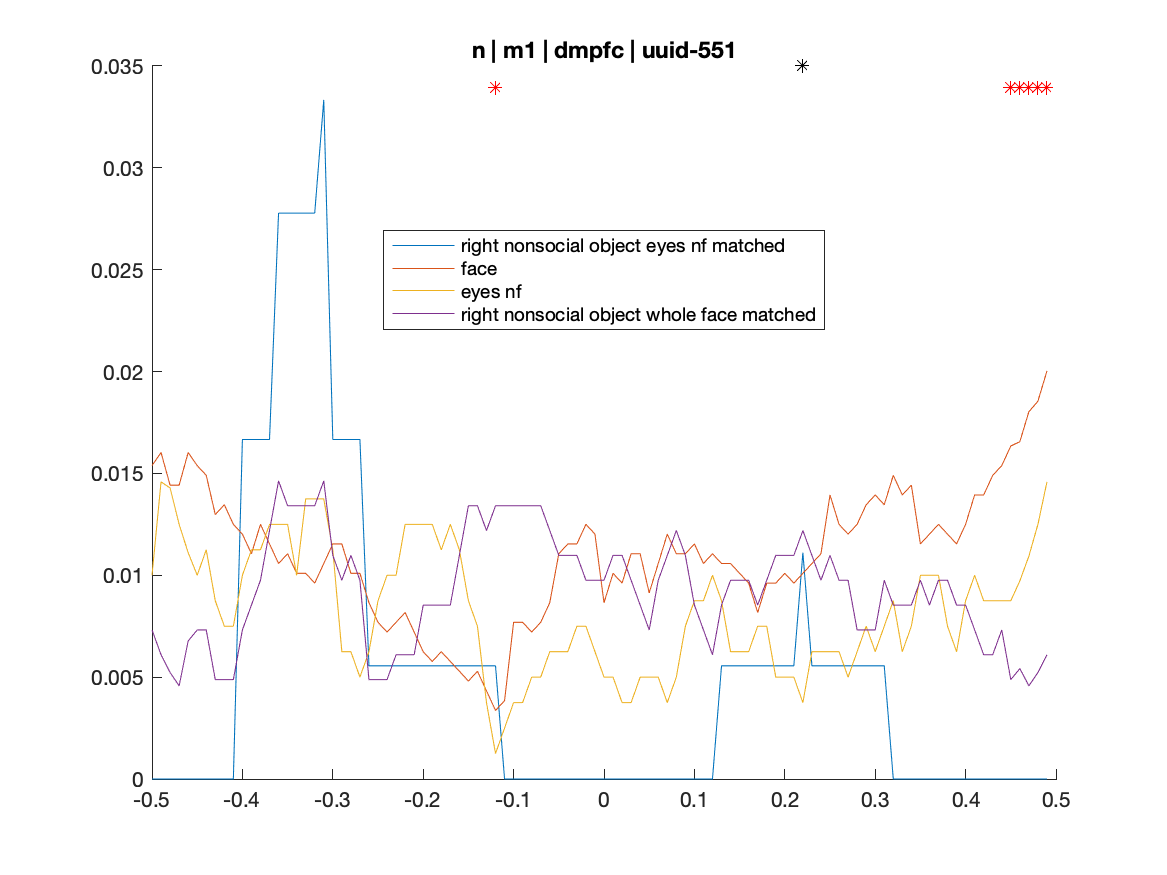 n | m1 | dmpfc | uuid-551
0.035
0.03
0.025
0.02
0.015
0.01
0.005
0
right nonsocial object eyes nf matched
face
eyes nf
right nonsocial object whole face matched
-0.5 -0.4 -0.3 -0.2 -0.1 0 0.1 0.2 0.3 0.4 0.5